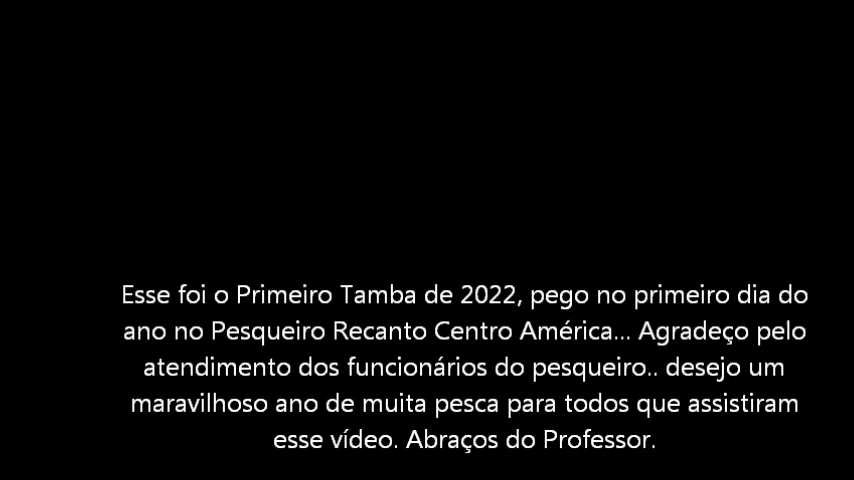 Esse foi o Primeiro Tamba de 2022, pego no primeiro dia do
ano no Pesqueiro Recanto Centro América... Agradeço pelo
atendimento dos funcionários do pesqueiro.. desejo um
maravilhoso ano de muita pesca para todos que assistiram
esse vídeo. Abraços do Professor.